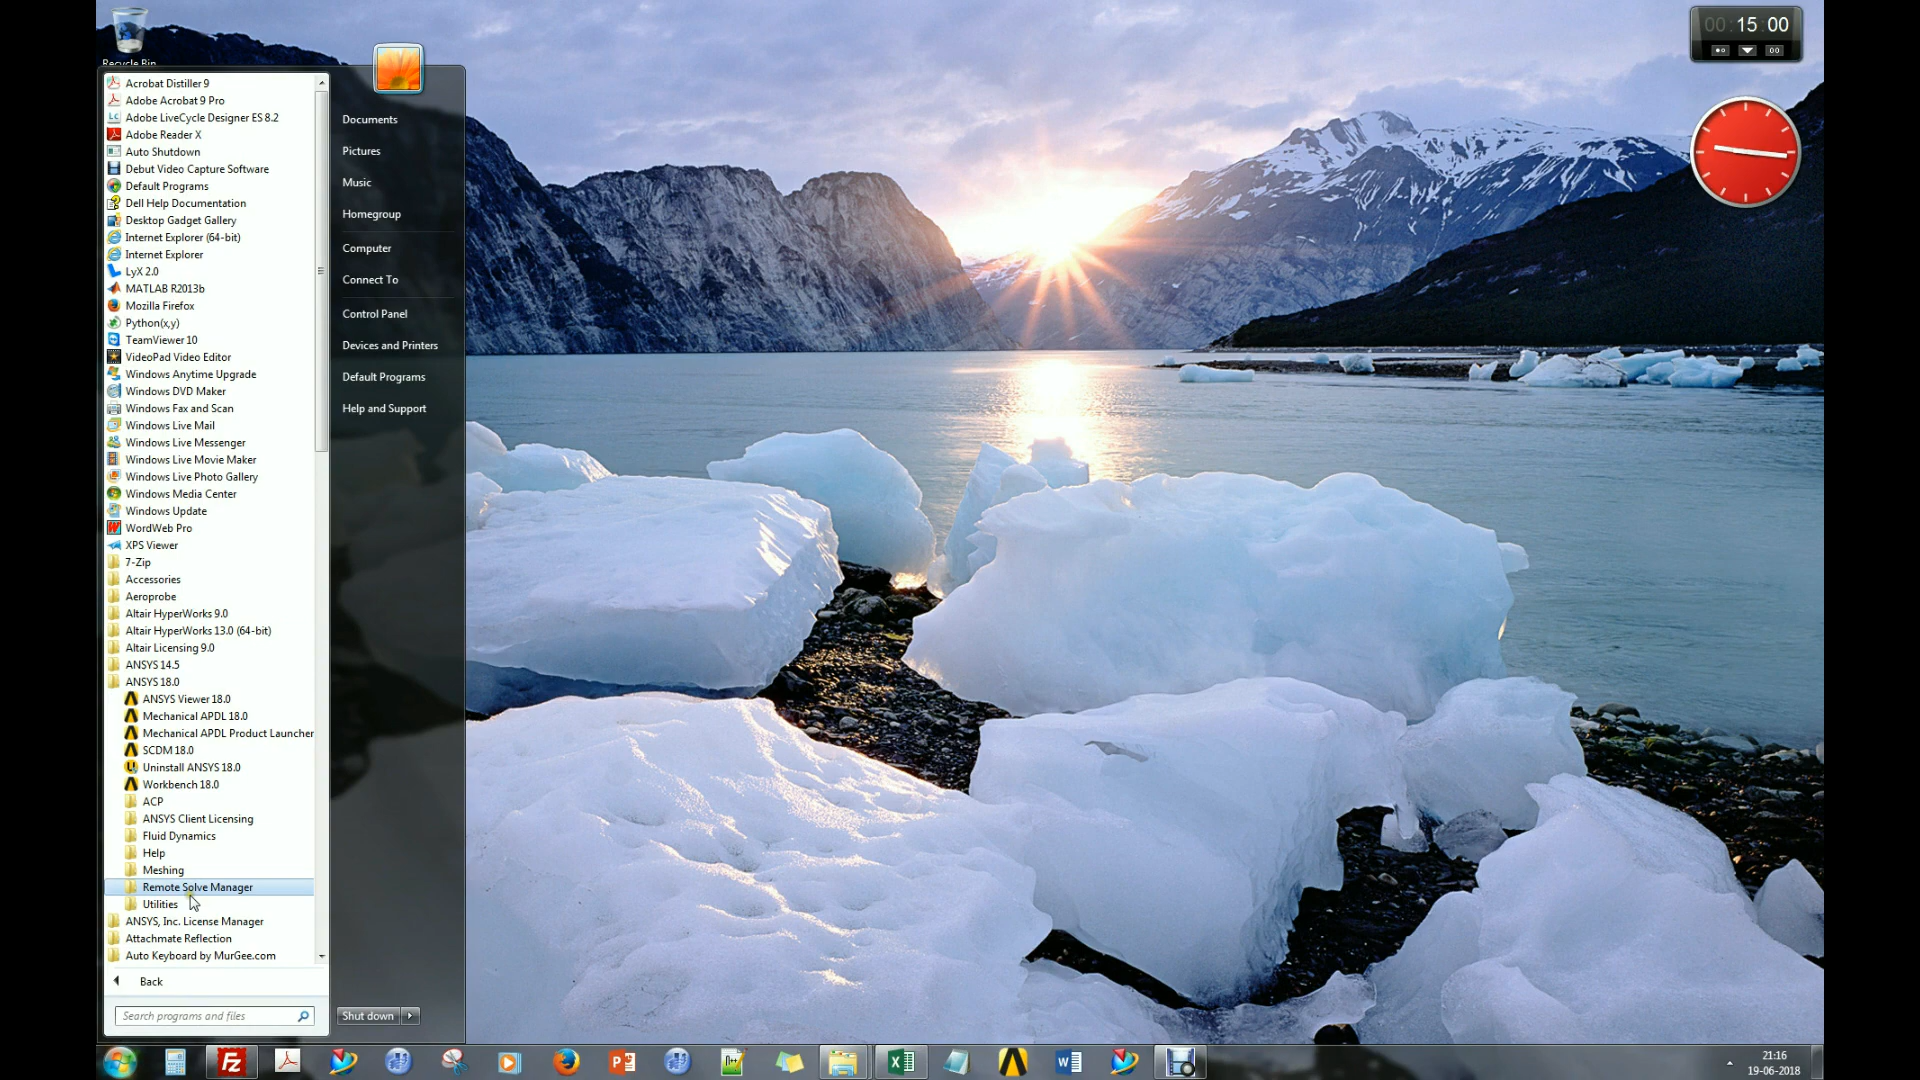 Recycle Bin
00:15:00
Acrobat Distiller 9
Adobe Acrobat 9 Pro
Adobe LiveCycle Designer ES 8.2
Adobe Reader X
Auto Shutdown
Debut Video Capture Software
Default Programs
Dell Help Documentation
Desktop Gadget Gallery
Internet Explorer (64-bit)
Internet Explorer
LyX 2.0
MATLAB R2013b
Mozilla Firefox
Python(x,y)
TeamViewer 10
VideoPad Video Editor
Windows Anytime Upgrade
Windows DVD Maker
Windows Fax and Scan
Windows Live Mail
Windows Live Messenger
Windows Live Movie Maker
Windows Live Photo Gallery
Windows Media Center
Windows Update
WordWeb Pro
XPS Viewer
7-Zip
Accessories
Aeroprobe
Altair HyperWorks 9.0
Altair HyperWorks 13.0 (64-bit)
Altair Licensing 9.0
ANSYS 14.5
ANSYS 18.0
ANSYS Viewer 18.0
Mechanical APDL 18.0
Mechanical APDL Product Launcher
SCDM 18.0
Uninstall ANSYS 18.0
Workbench 18.0
ACP
ANSYS Client Licensing
Fluid Dynamics
Help
Meshing
Remote Solve Manager
Utilities
ANSYS, Inc. License Manager
Attachmate Reflection
Auto Keyboard by MurGee.com
Back
Search programs and files
Documents
Pictures
Music
Homegroup
Computer
Connect To
Control Panel
Devices and Printers
Default Programs
Help and Support
Shut down
21:16
19-06-2018